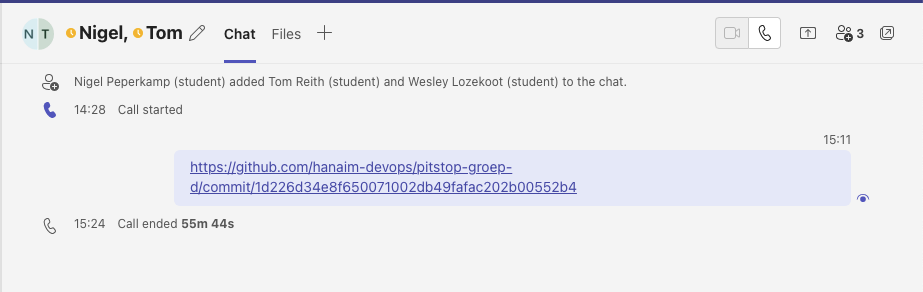 N T Nigel, Tom Chat Files 3
Nigel Peperkamp (student) added Tom Reith (student) and Wesley Lozekoot (student) to the chat.
14:28 Call started
15:11
https://github.com/hanaim-devops/pitstop-groep-
d/commit/1d226d34e8f650071002db49fafac202b00552b4
15:24 Call ended 55m 44s